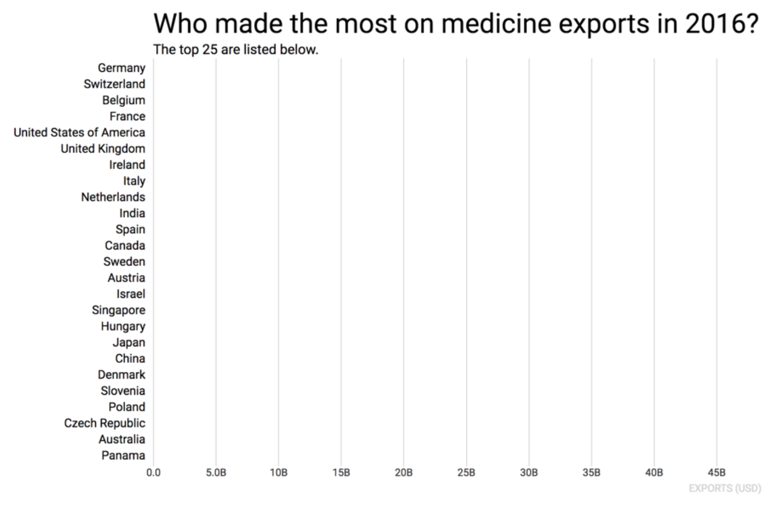 Who made the most on medicine exports in 2016?
The top 25 are listed below.
Germany
Switzerland
Belgium
France
United States of America
United Kingdom
Ireland
Italy
Netherlands
India
Spain
Canada
Sweden
Austria
Israel
Singapore
Hungary
Japan
China
Denmark
Slovenia
Poland
Czech Republic
Australia
Panama
0.0 5.0B 10B 15B 20B 25B 30B 35B 40B 45B
EXPORTS (USD)